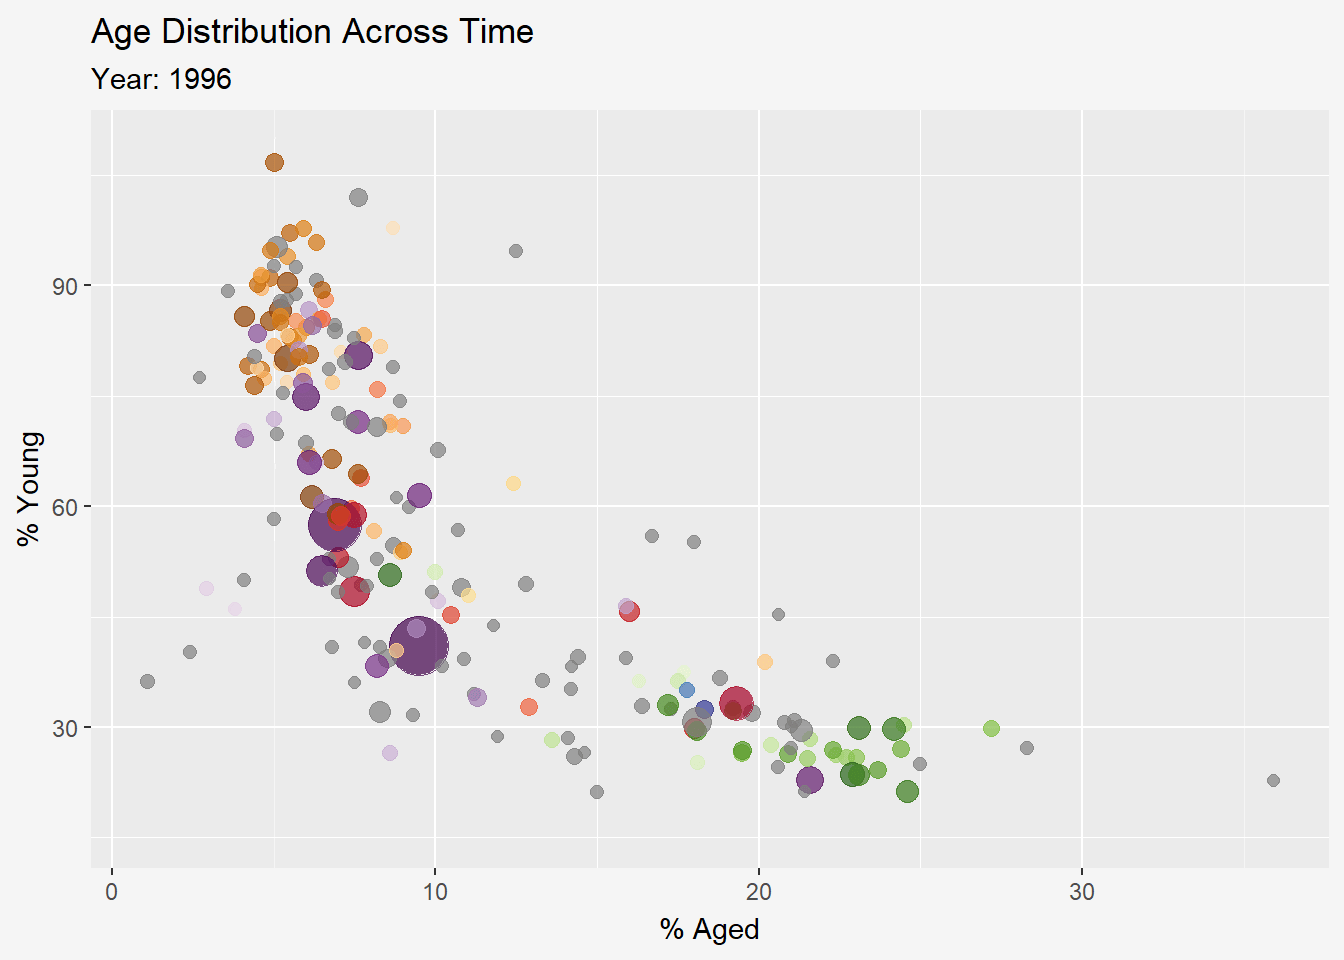 Age Distribution Across Time
Year: 1996
% Young
90
60
30
0 10 20 30
% Aged